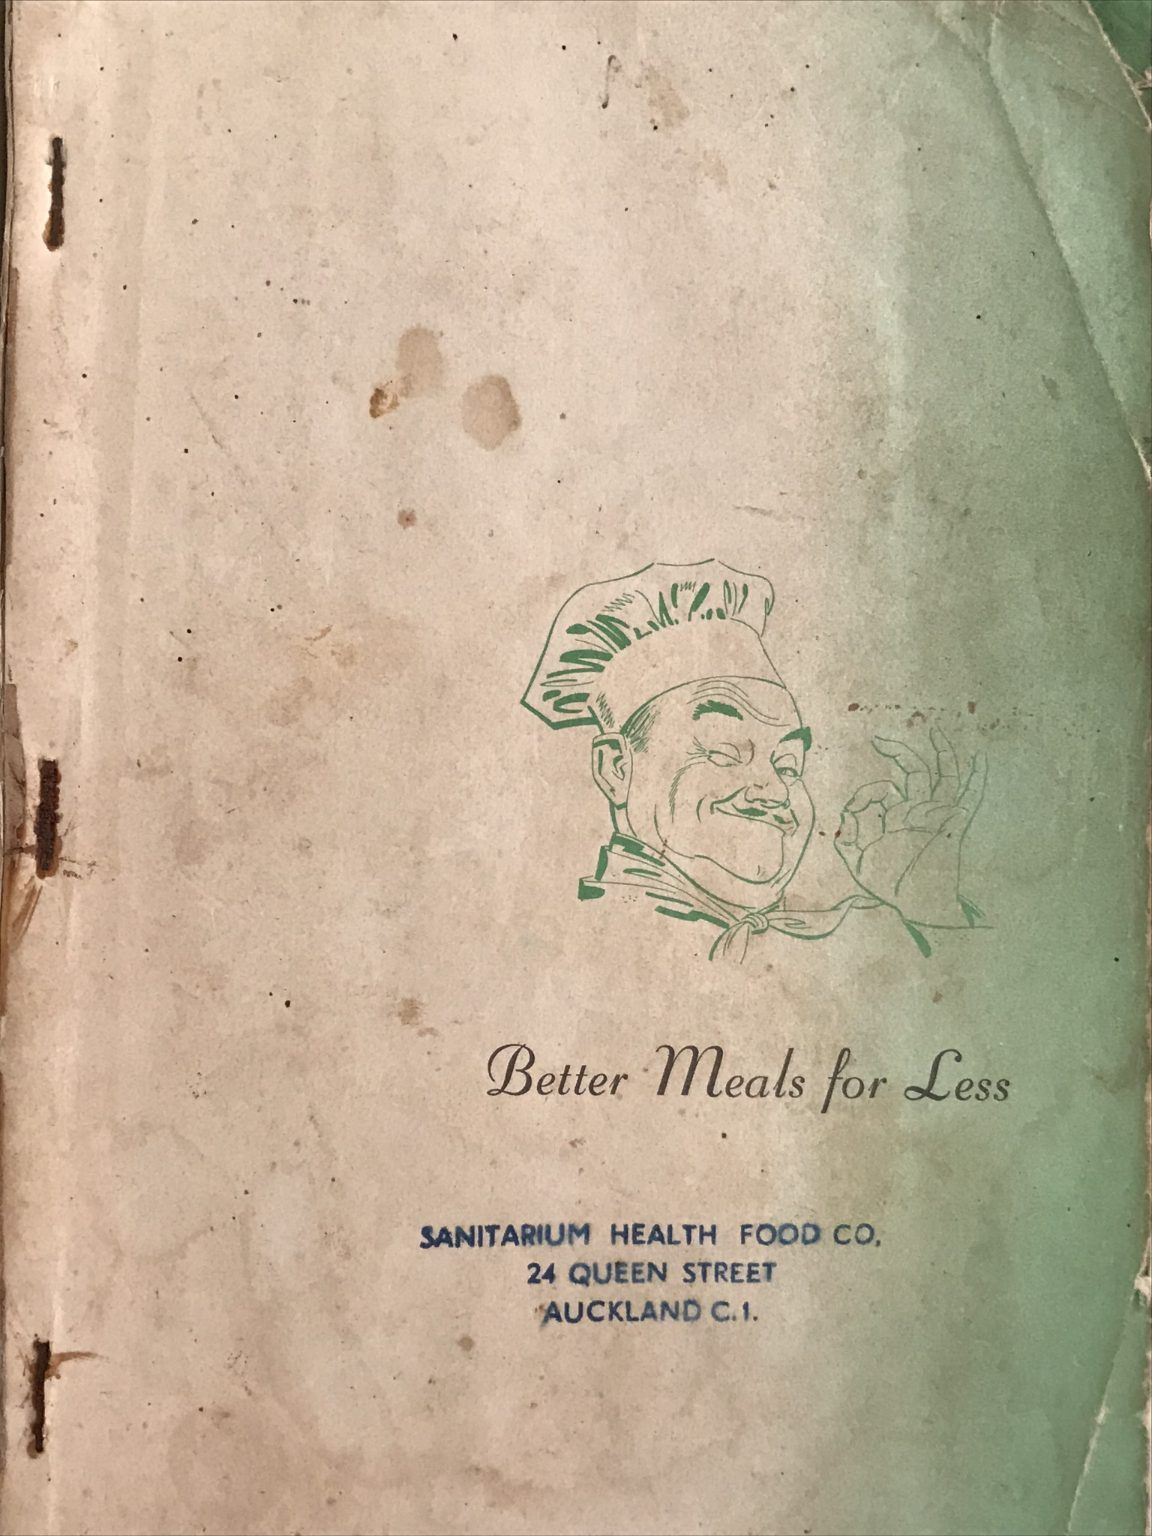 Better Meals for Less
SANITARIUM HEALTH FOOD CO.
24 QUEEN STREET
AUCKLAND C.1.